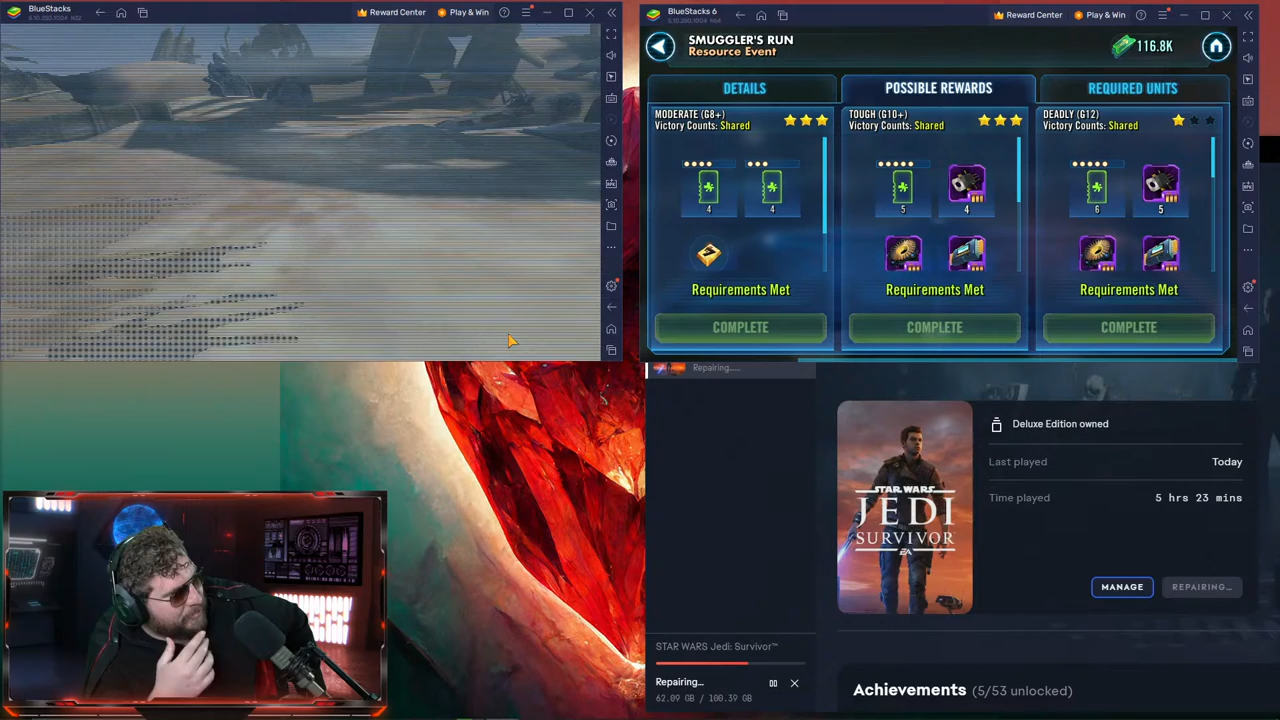 BlueStacks
Reward Center
Play & Win
BlueStacks 6
Reward Center
Play & Win
SMUGGLER'S RUN
Resource Event
116.8K
DETAILS
POSSIBLE REWARDS
REQUIRED UNITS
MODERATE (G8+)
Victory Counts: Shared
4
4
Requirements Met
COMPLETE
TOUGH (G10+)
Victory Counts: Shared
5
4
Requirements Met
COMPLETE
DEADLY (G12)
Victory Counts: Shared
6
5
Requirements Met
COMPLETE
Repairing.....
STAR WARS
JEDI
SURVIVOR
EA
Deluxe Edition owned
Last played Today
Time played 5 hrs 23 mins
MANAGE
REPAIRING...
STAR WARS Jedi: Survivor™
Repairing...
62.09 GB / 100.39 GB
Achievements (5/53 unlocked)